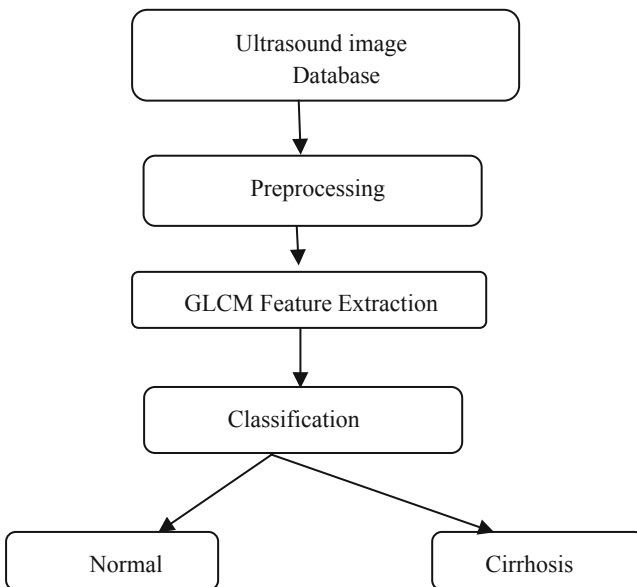 Ultrasound image
Database
Preprocessing
GLCM Feature Extraction
Classification
Normal
Cirrhosis